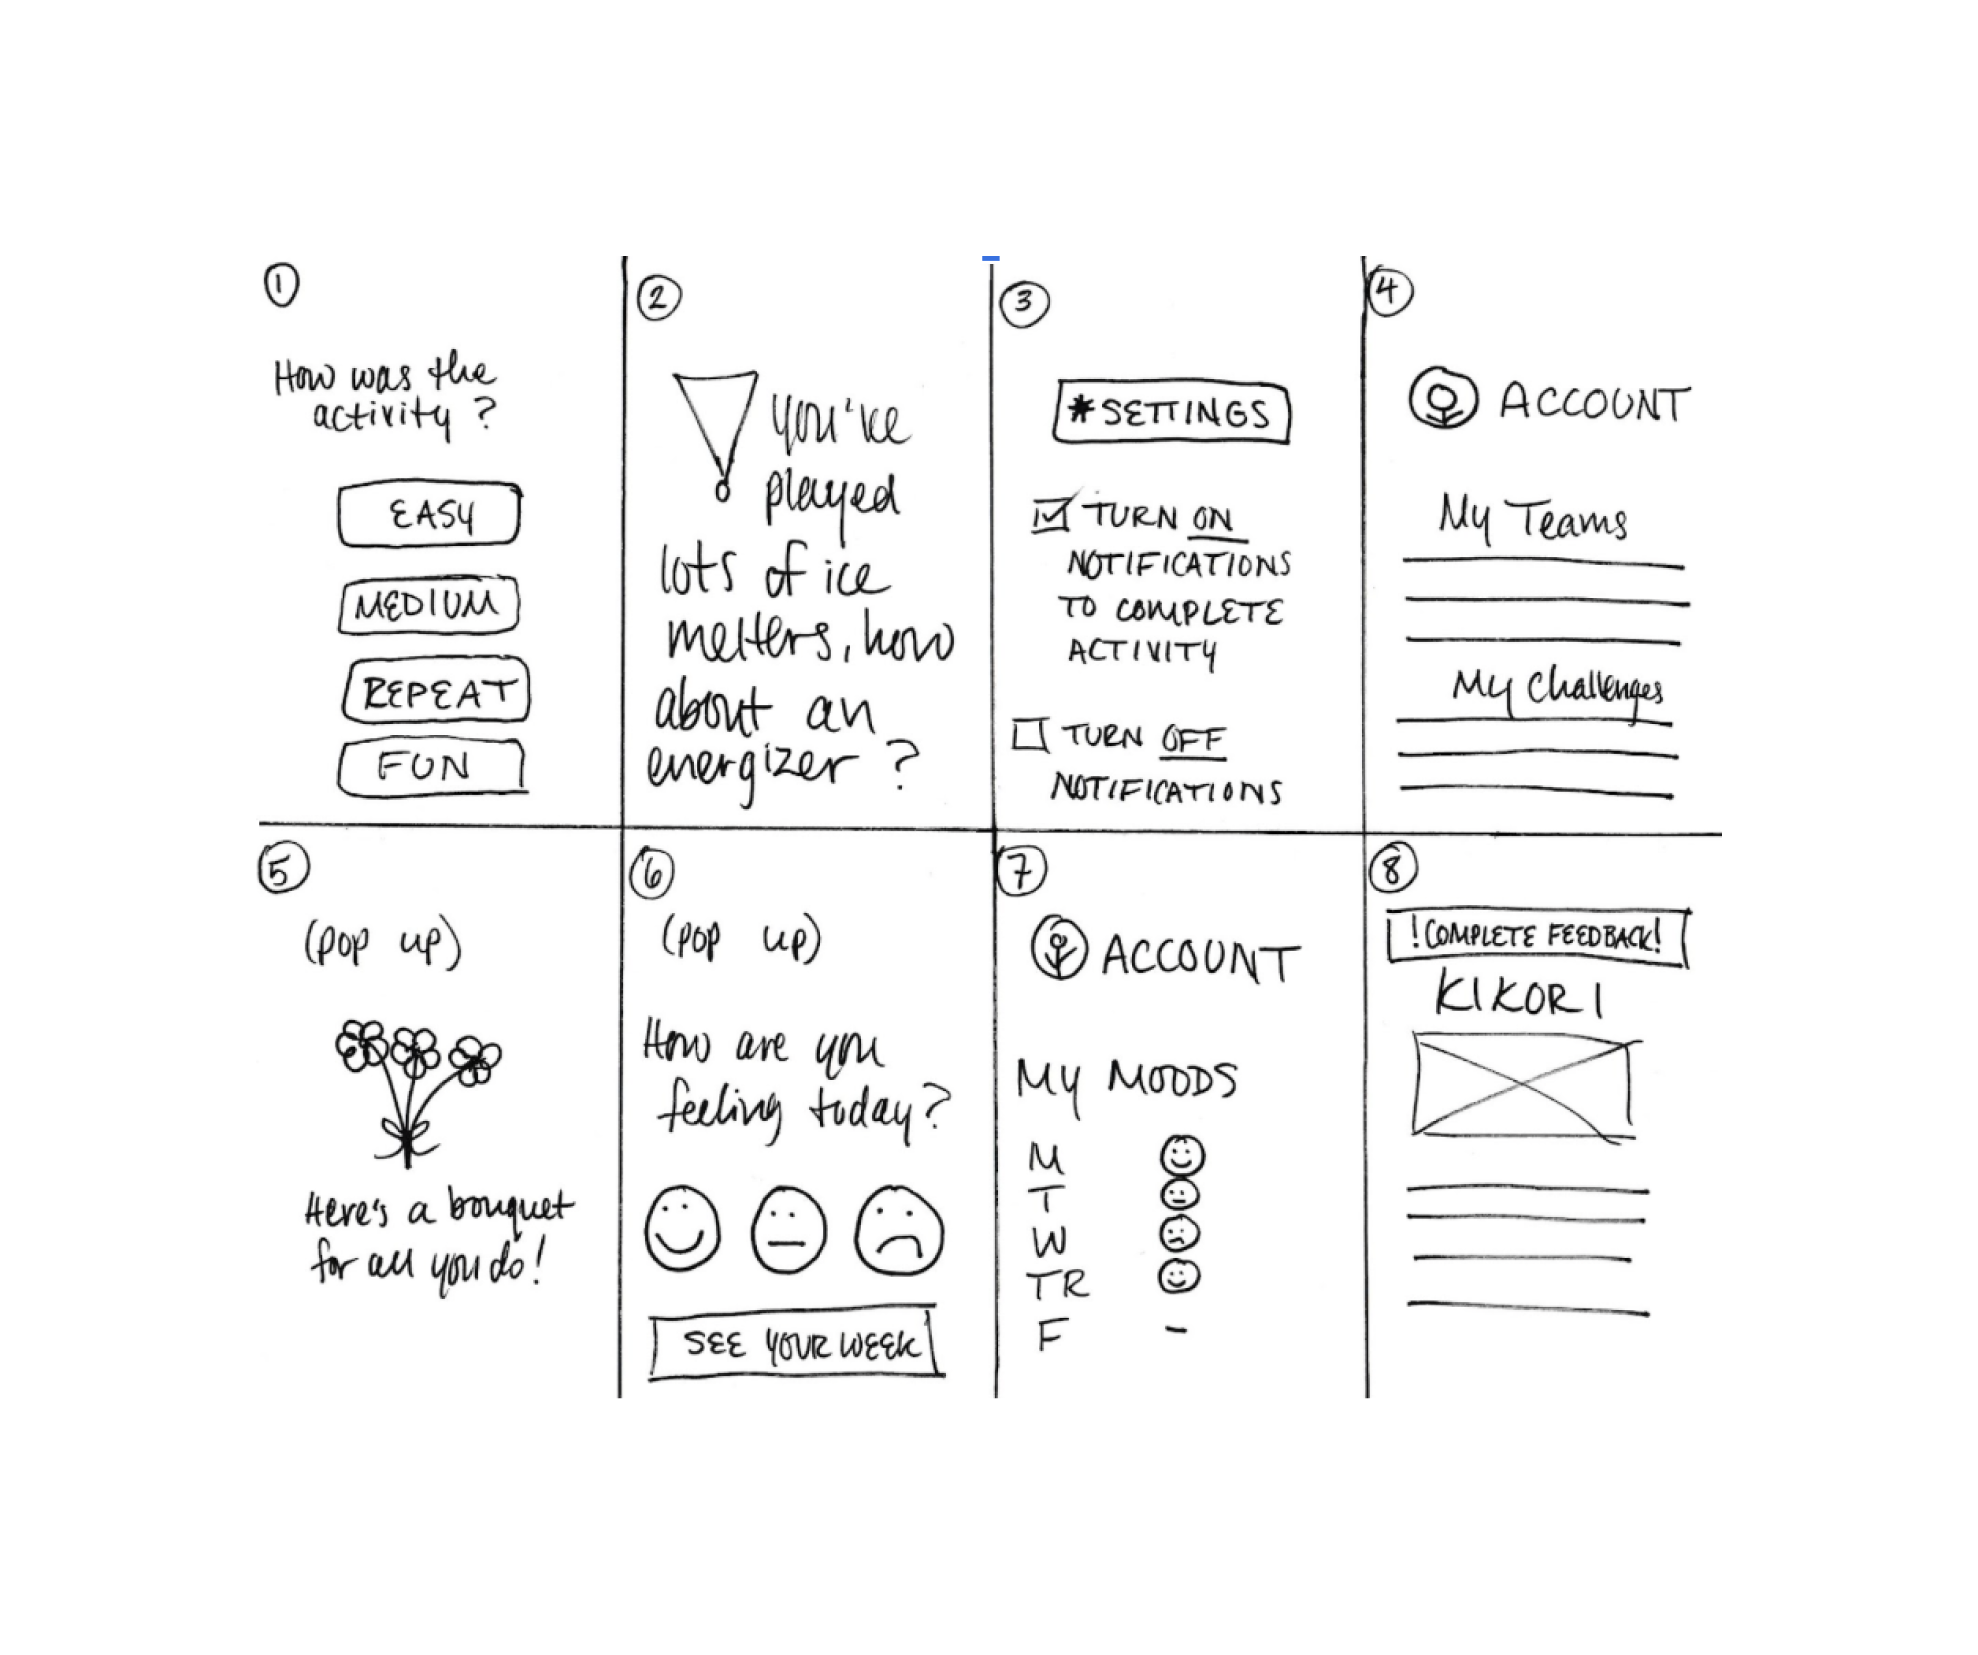 1
How was the
activity?
EASY
MEDIUM
REPEAT
FUN
2
you've
played
lots of ice
melters, how
about an
energizer?
3
*SETTINGS
TURN ON
NOTIFICATIONS
TO COMPLETE
ACTIVITY
TURN OFF
NOTIFICATIONS
4
ACCOUNT
My Teams
My Challenges
5
(pop up)
Here's a bouquet
for all you do!
6
(pop up)
How are you
feeling today?
SEE YOUR WEEK
7
ACCOUNT
MY MOODS
M
T
W
TR
F -
8
!COMPLETE FEEDBACK!
KIKORI